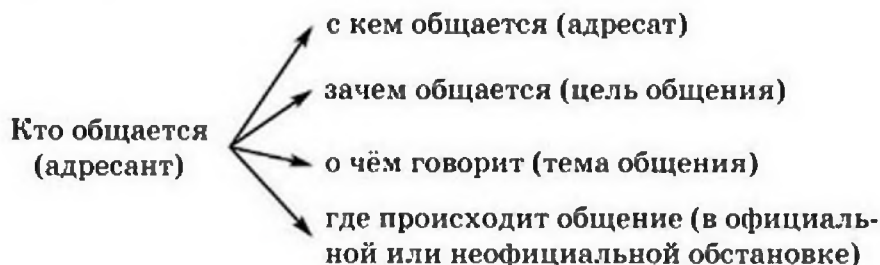 с кем общается (адресат)
зачем общается (цель общения)
Кто общается
(адресант)
о чём говорит (тема общения)
где происходит общение (в официаль-
ной или неофициальной обстановке)